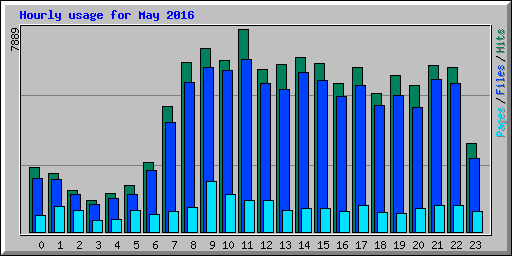 Hourly usage for May 2016
7889
Pages/Files/Hits
0 1 2 3 4 5 6 7 8 9 10 11 12 13 14 15 16 17 18 19 20 21 22 23